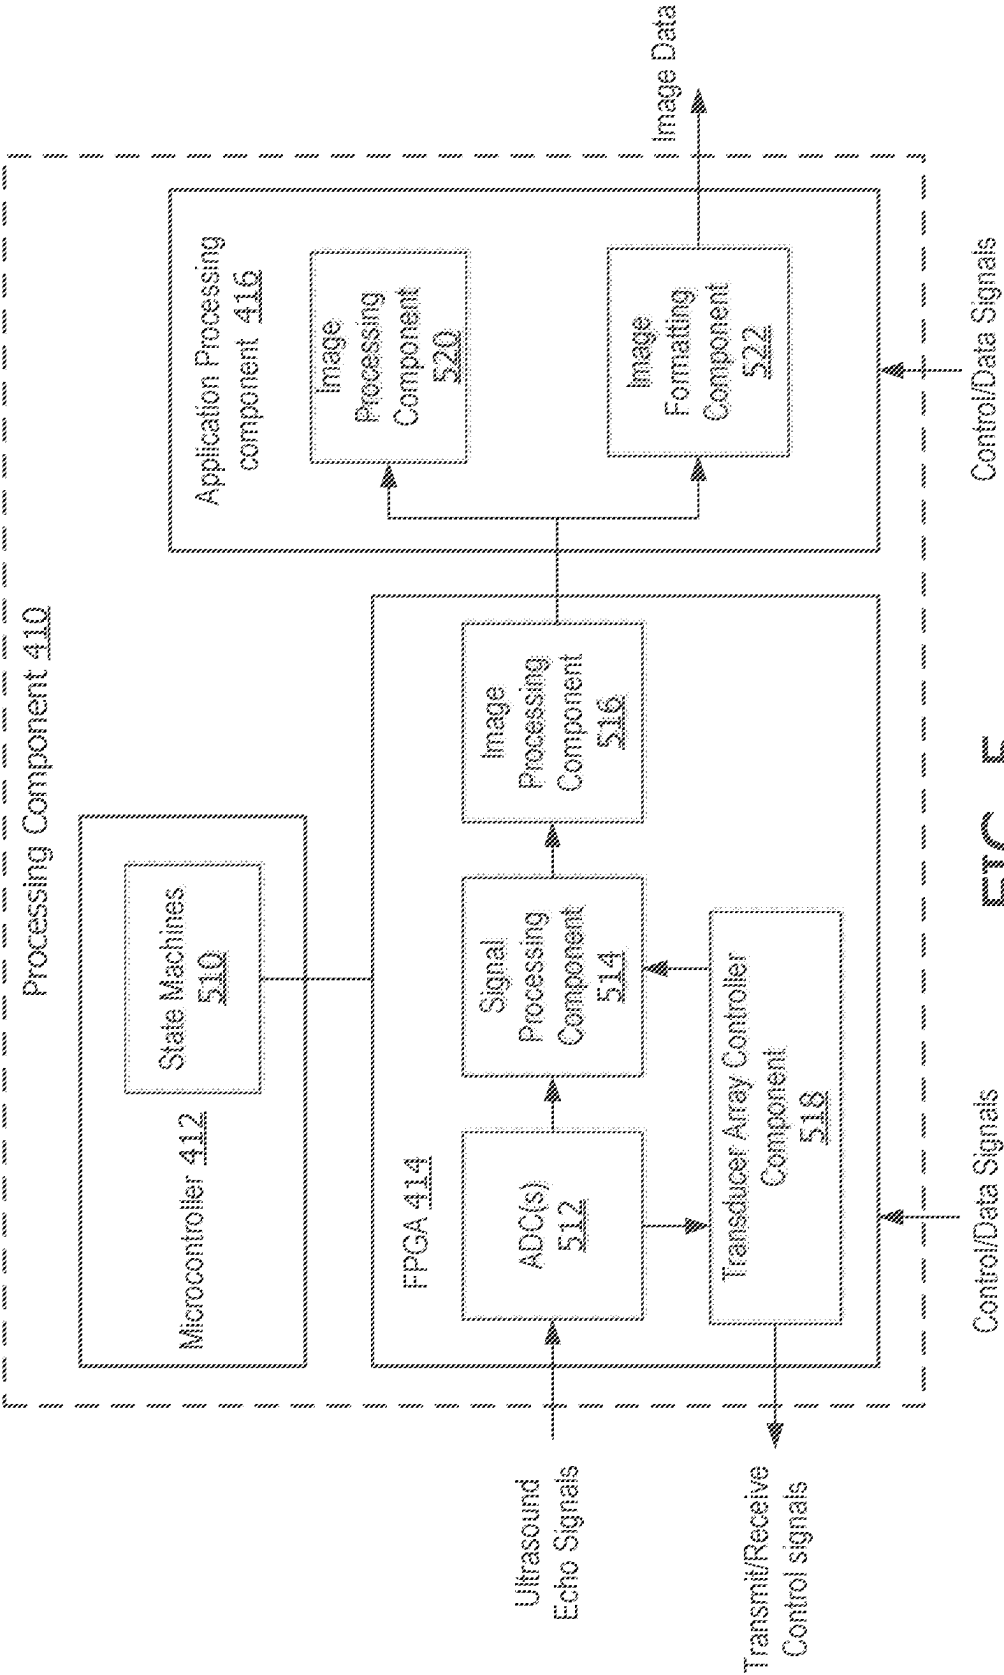 Processing Component 410
Microcontroller 412
State Machines
510
Application Processing
component 416
Image
Processing
Component
520
Image
Formatting
Component
522
Image Data
FPGA 414
ADC(s)
512
Signal
Processing
Component
514
Image
Processing
Component
516
Transducer Array Controller
Component
518
Ultrasound
Echo Signals
Transmit/Receive
Control signals
Control/Data Signals
Control/Data Signals